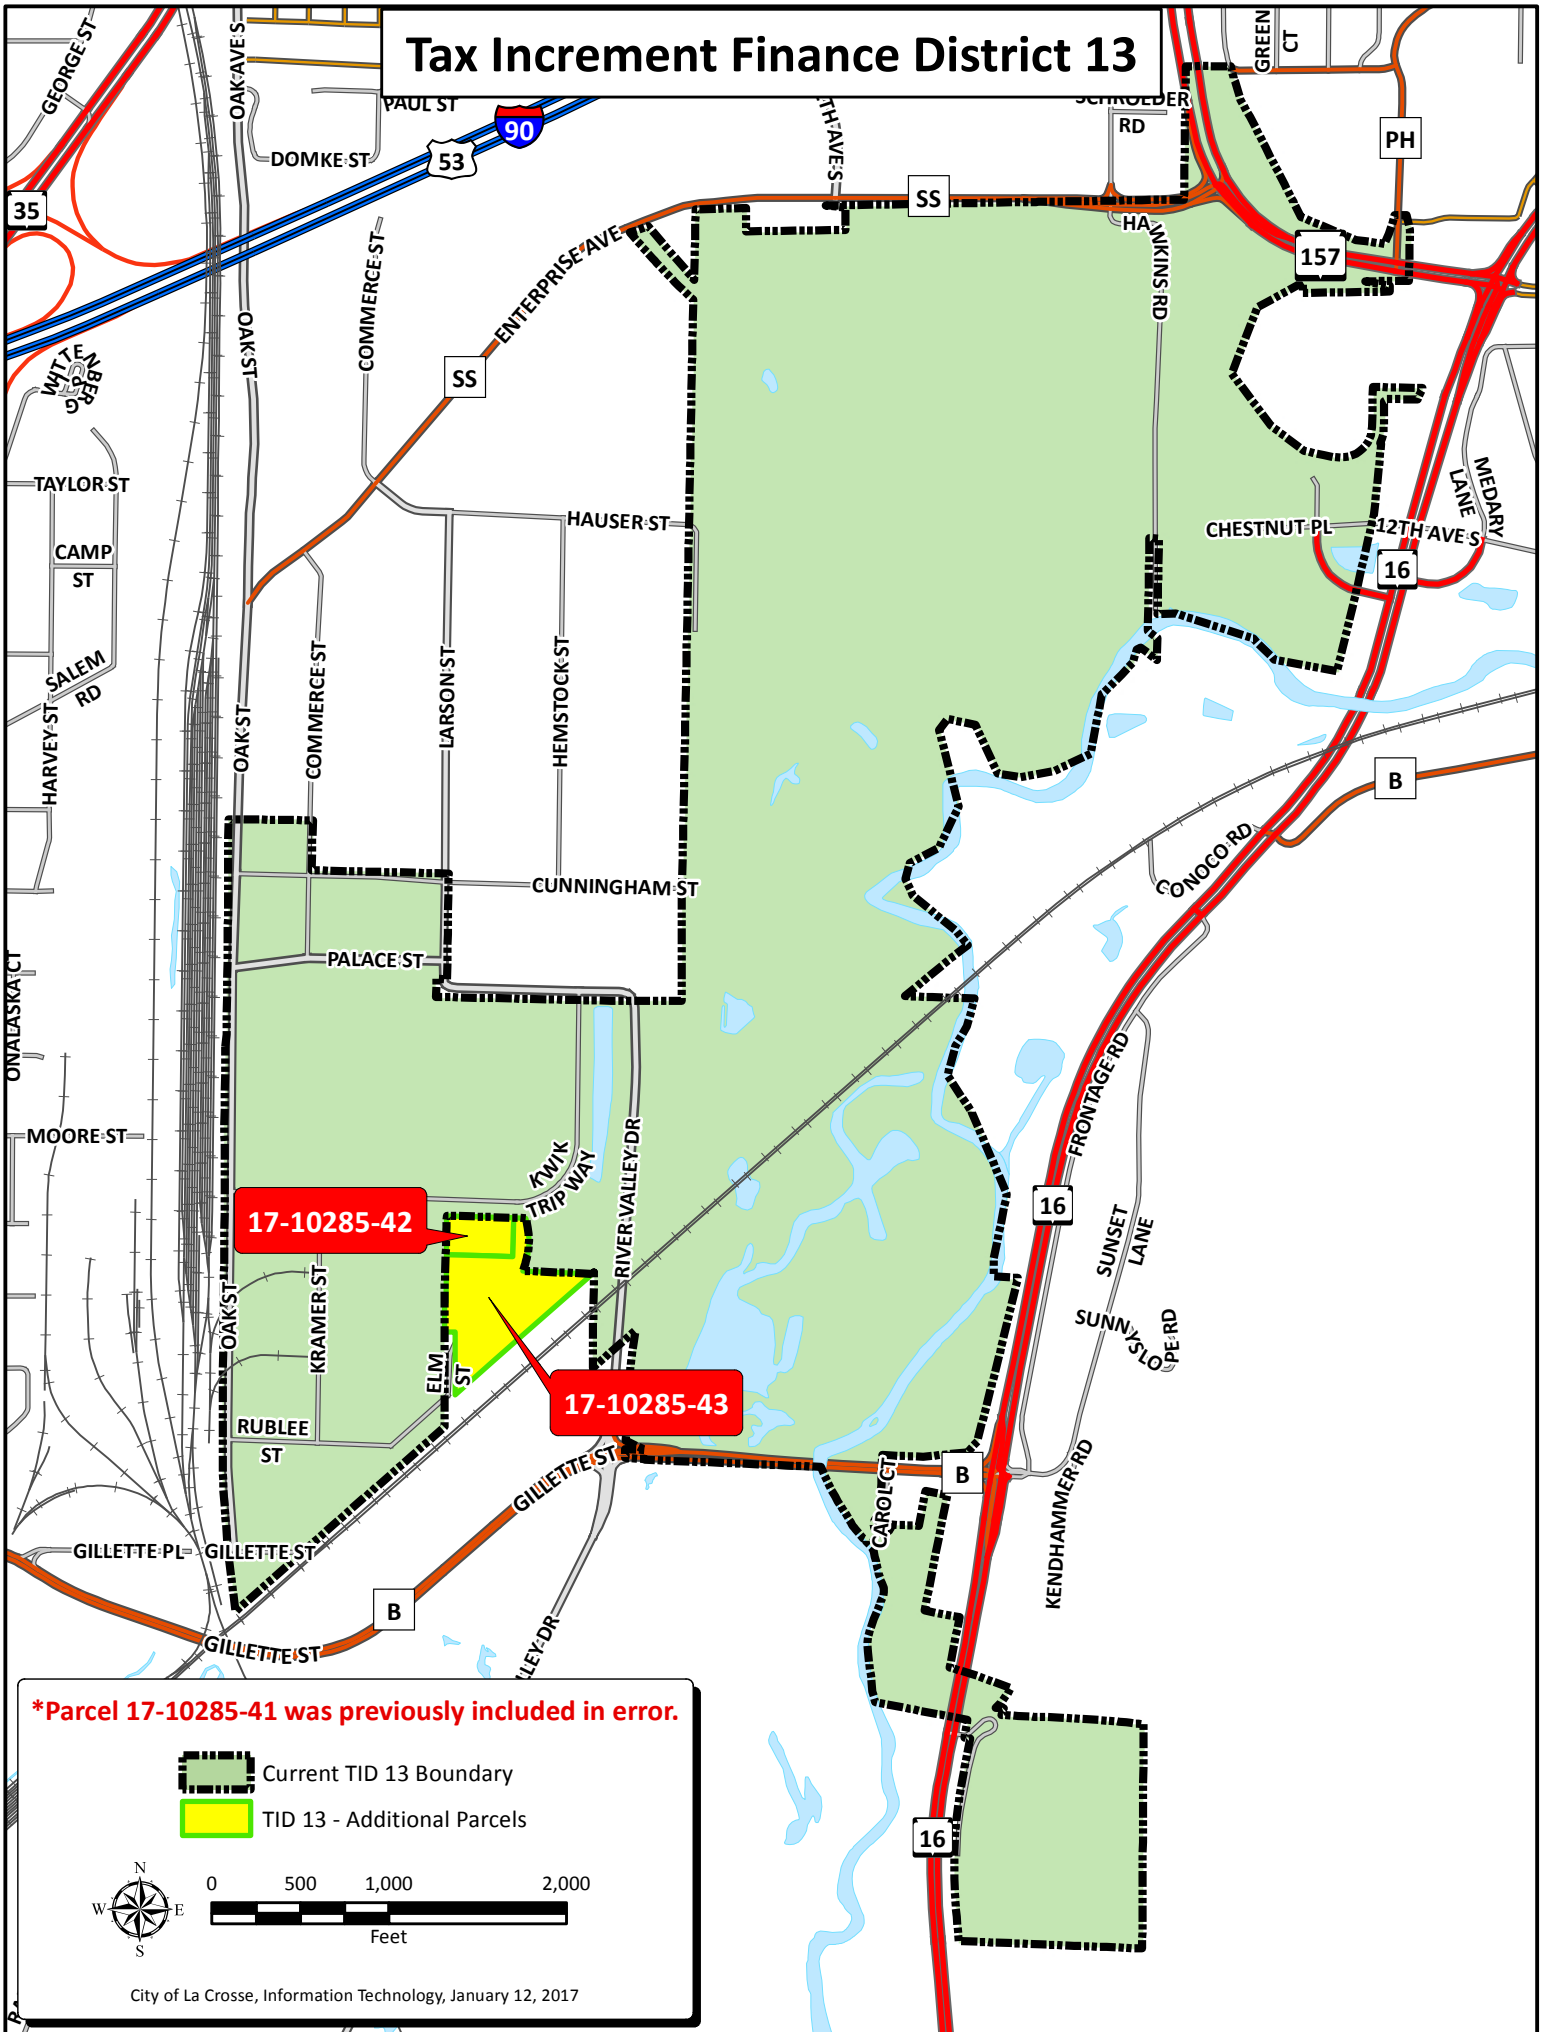 Tax Increment Finance District 13
GEORGE ST
OAK AVE S
PAUL ST
DOMKE ST
90
53
35
TH AVE S
SCHROEDER
RD
GREEN
CT
PH
SS
HAWKINS RD
157
ENTERPRISE AVE
COMMERCE ST
OAK ST
SS
WITTENBERG
PL
TAYLOR ST
CAMP
ST
HAUSER ST
CHESTNUT PL
12TH AVE S
MEDARY
LANE
16
SALEM
RD
HARVEY ST
OAK ST
COMMERCE ST
LARSON ST
HEMSTOCK ST
B
CONOCO RD
CUNNINGHAM ST
PALACE ST
ONALASKA CT
MOORE ST
KWIK
TRIP WAY
RIVER VALLEY DR
FRONTAGE RD
16
SUNSET
LANE
SUNNYSLOPE RD
17-10285-42
OAK ST
KRAMER ST
ELM
ST
17-10285-43
RUBLEE
ST
GILLETTE ST
CAROL CT
B
KENDHAMMER RD
GILLETTE PL
GILLETTE ST
B
GILLETTE ST
LLEY DR
*Parcel 17-10285-41 was previously included in error.
Current TID 13 Boundary
TID 13 - Additional Parcels
N
W E
S
0 500 1,000 2,000
Feet
City of La Crosse, Information Technology, January 12, 2017
16